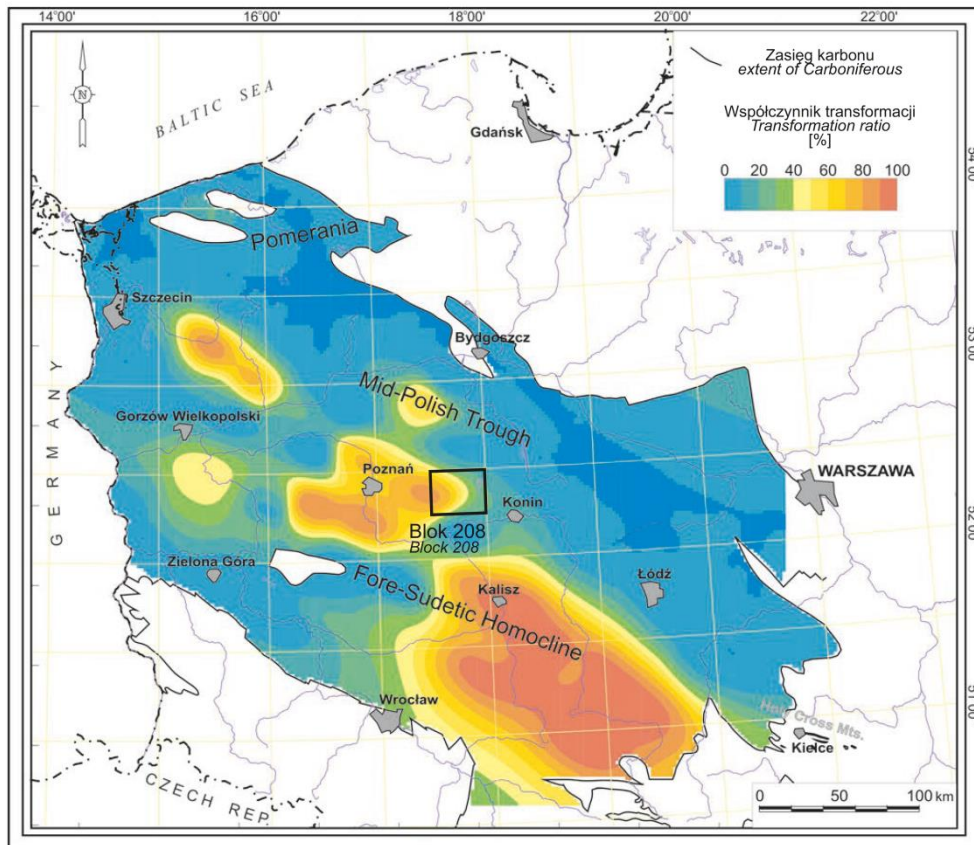 14°00'
16°00'
18°00'
20°00'
22°00'
N
BALTIC SEA
Gdańsk
Zasięg karbonu
extent of Carboniferous
Współczynnik transformacji
Transformation ratio
[%]
0 20 40 60 80 100
54°00'
Pomerania
Szczecin
Bydgoszcz
53°00'
GERMANY
Mid-Polish Trough
Gorzów Wielkopolski
Poznań
WARSZAWA
Konin
52°00'
Blok 208
Block 208
Zielona Góra
Fore-Sudetic Homocline
Kalisz
Łódź
Wrocław
51°00'
Holy Cross Mts.
Kielce
CZECH REP.
0 50 100 km